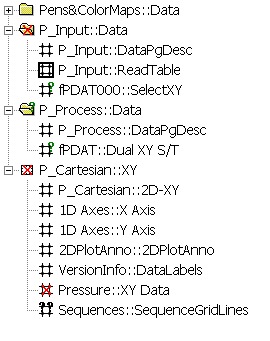 Pens&ColorMaps::Data
P_Input::Data
P_Input::DataPgDesc
P_Input::ReadTable
fPDAT000::SelectXY
P_Process::Data
P_Process::DataPgDesc
fPDAT::Dual XY S/T
P_Cartesian::XY
P_Cartesian::2D-XY
1D Axes::X Axis
1D Axes::Y Axis
2DPlotAnno::2DPlotAnno
VersionInfo::DataLabels
Pressure::XY Data
Sequences::SequenceGridLines